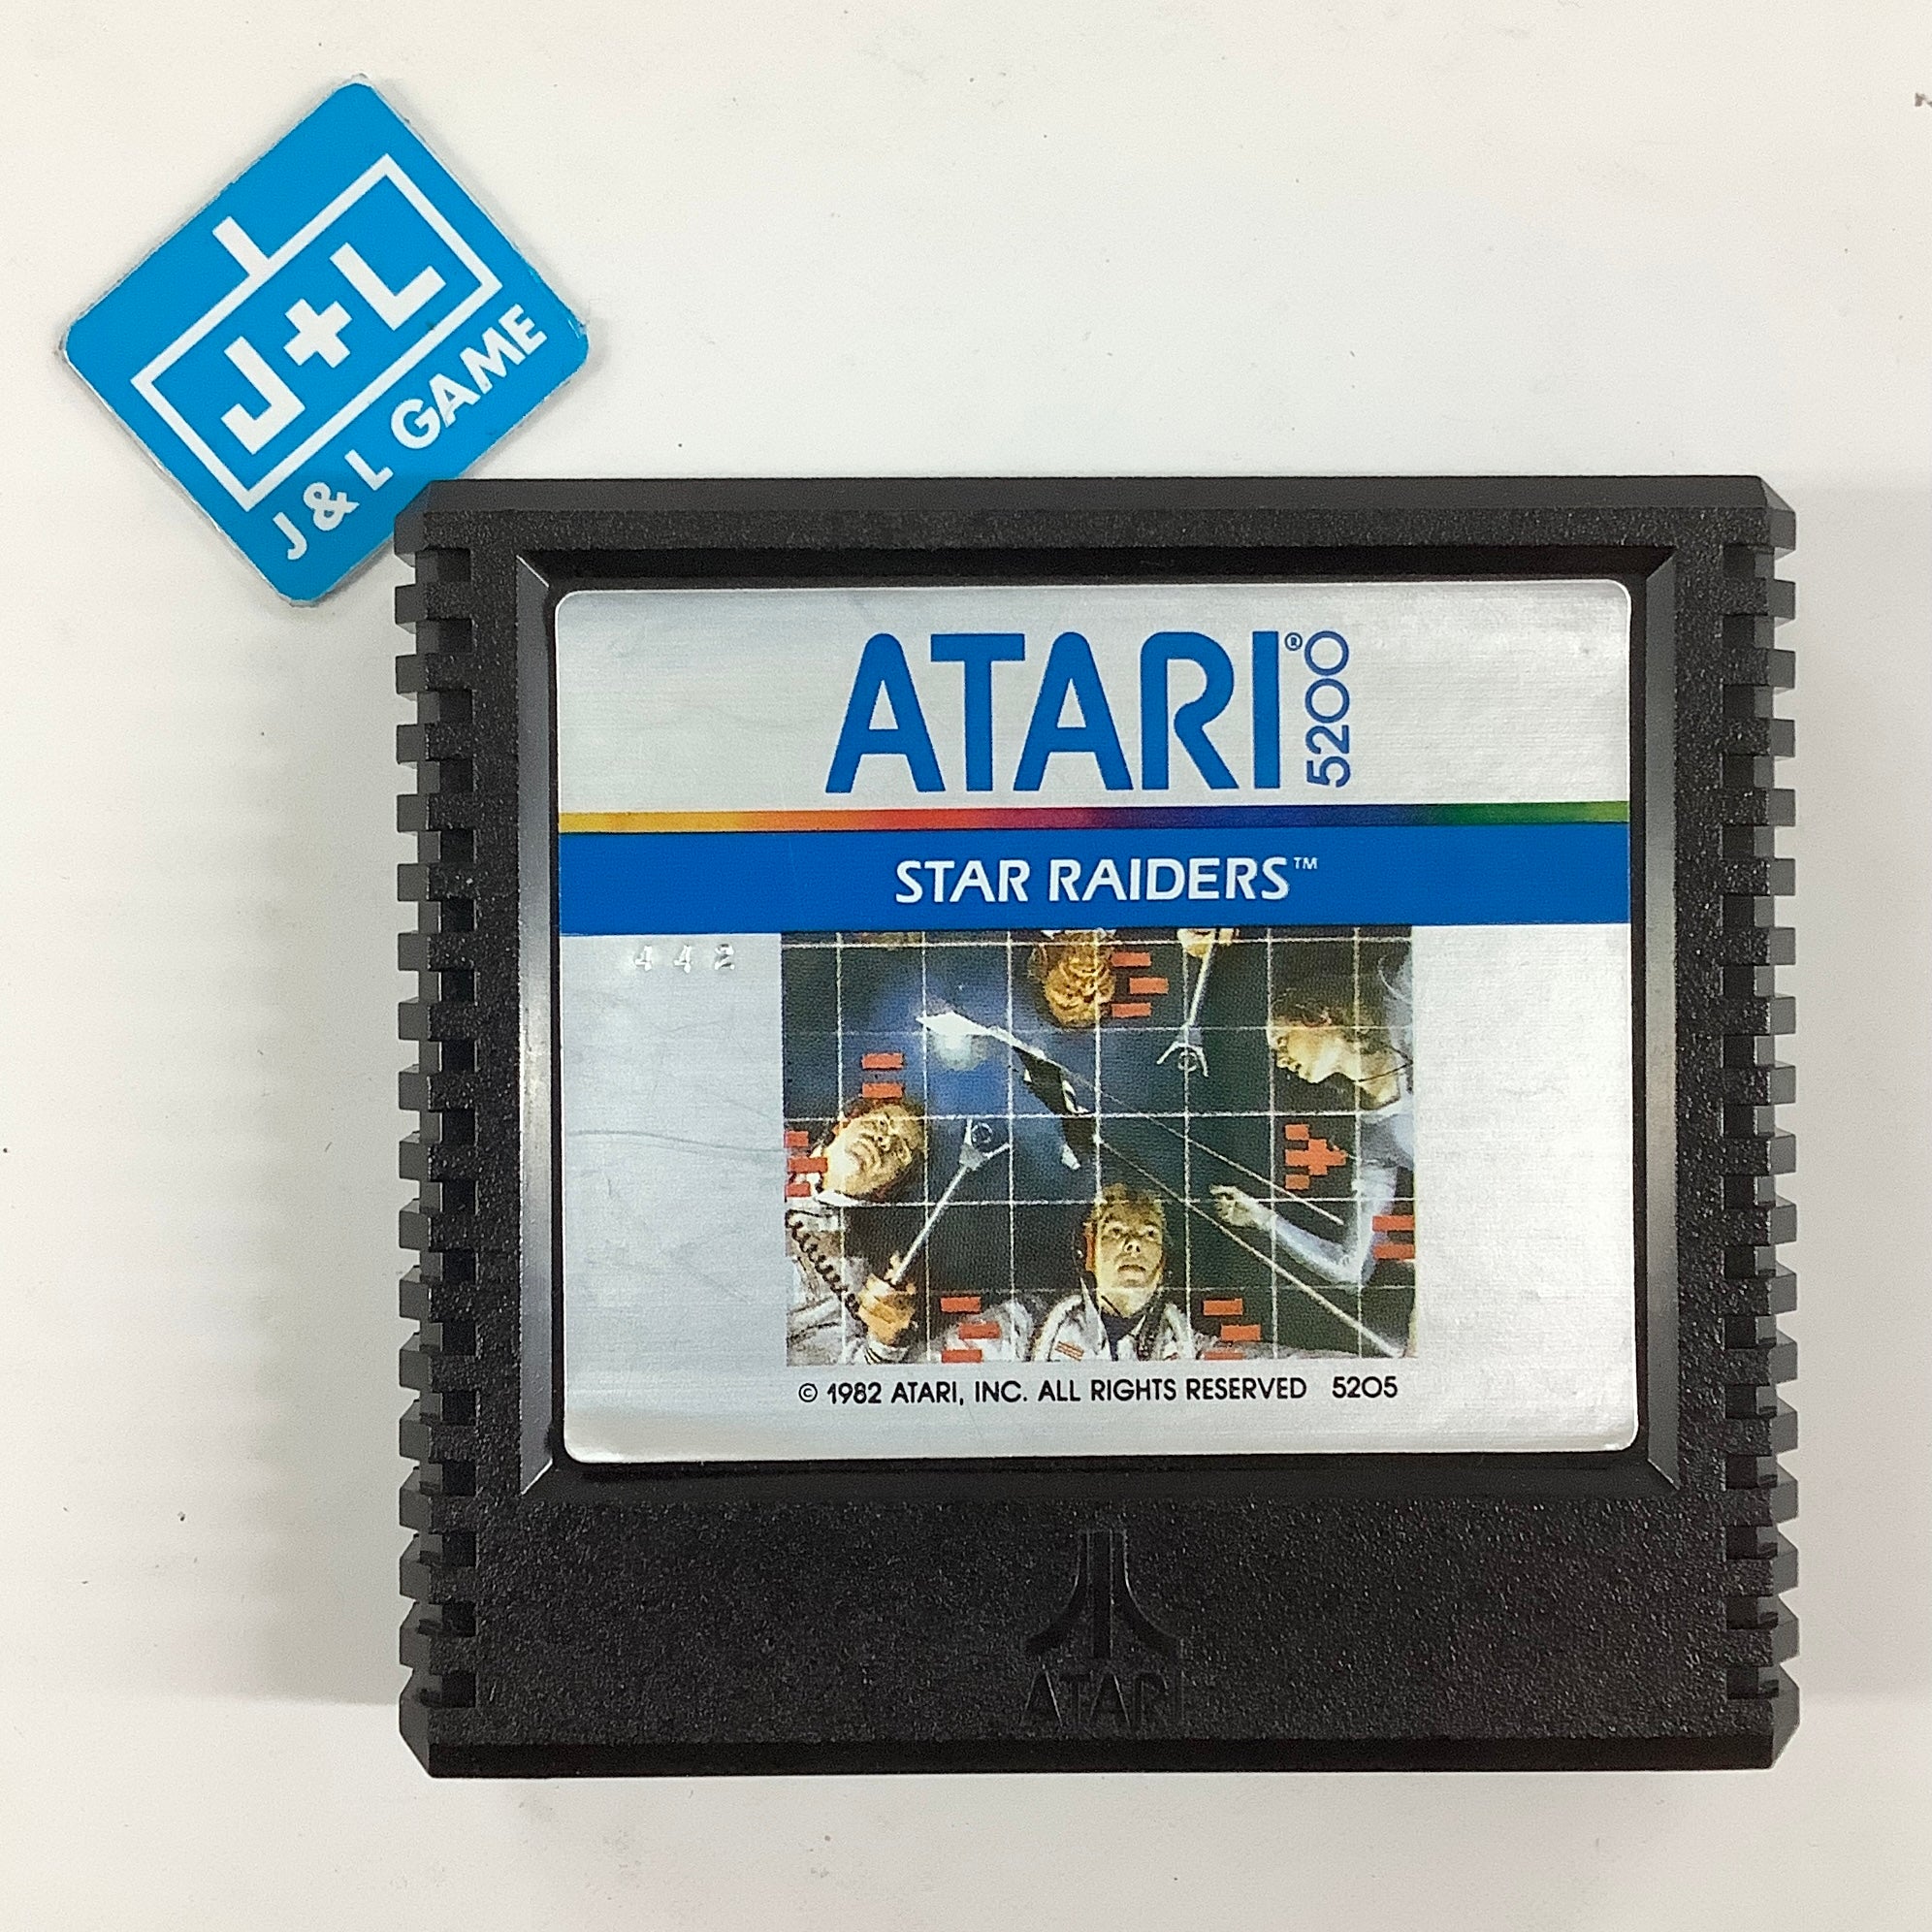 J+L
J & L GAME
ATARI® 5200
STAR RAIDERS™
442
© 1982 ATARI, INC. ALL RIGHTS RESERVED 5205
ATARI